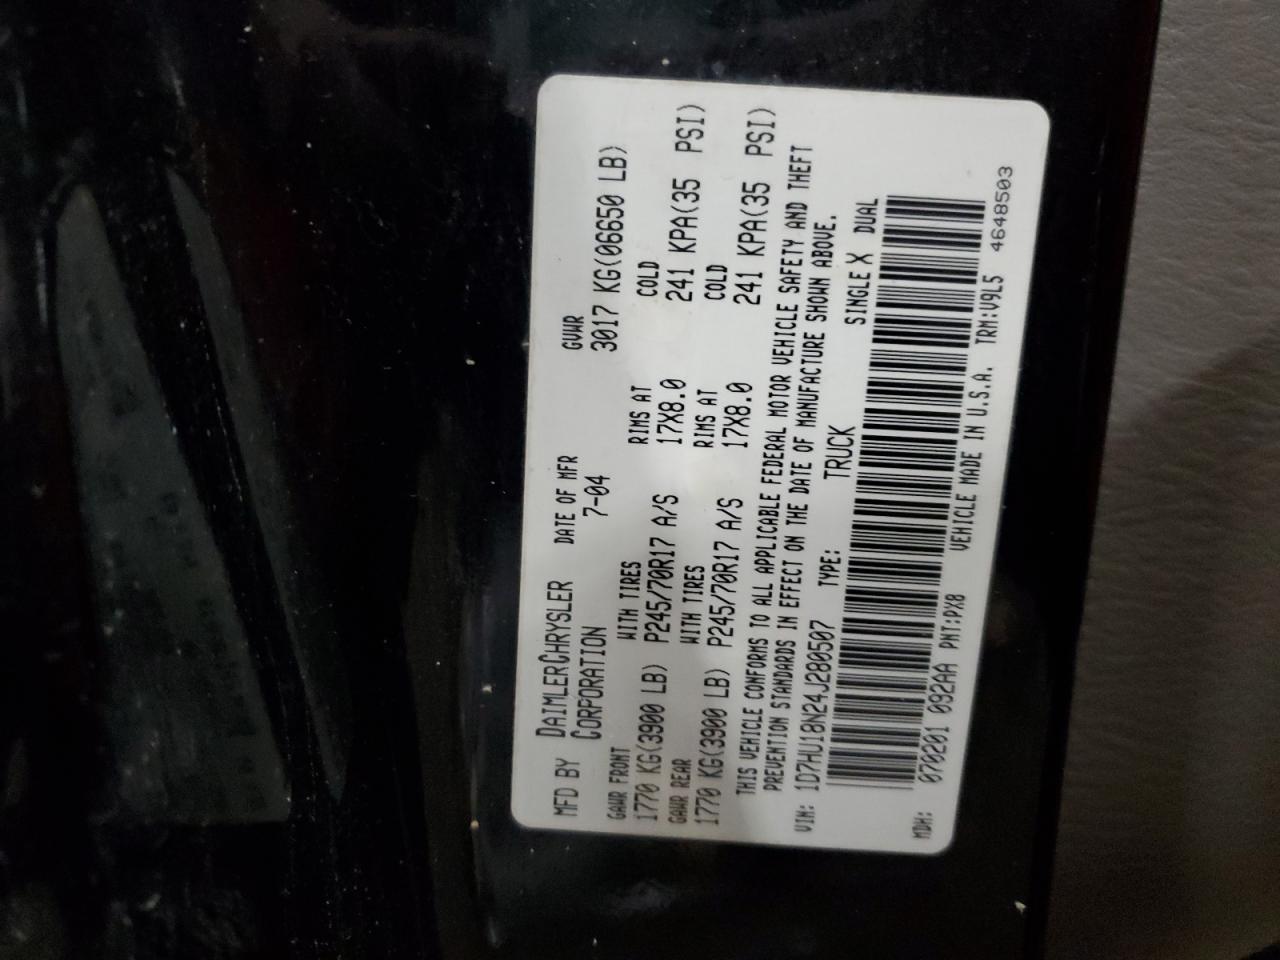 MFD BY DAIMLERCHRYSLER CORPORATION DATE OF MFR 7-04 GVWR 3017 KG(06650 LB)
GAWR FRONT WITH TIRES RIMS AT COLD
1770 KG(3900 LB) P245/70R17 A/S 17X8.0 241 KPA(35 PSI)
GAWR REAR WITH TIRES RIMS AT COLD
1770 KG(3900 LB) P245/70R17 A/S 17X8.0 241 KPA(35 PSI)
THIS VEHICLE CONFORMS TO ALL APPLICABLE FEDERAL MOTOR VEHICLE SAFETY AND THEFT
PREVENTION STANDARDS IN EFFECT ON THE DATE OF MANUFACTURE SHOWN ABOVE.
VIN: 1D7HU18N24J280507 TYPE: TRUCK SINGLE X DUAL
MDH: 070201 092AA PNT:PX8 VEHICLE MADE IN U.S.A. TRM:V9L5 4648503